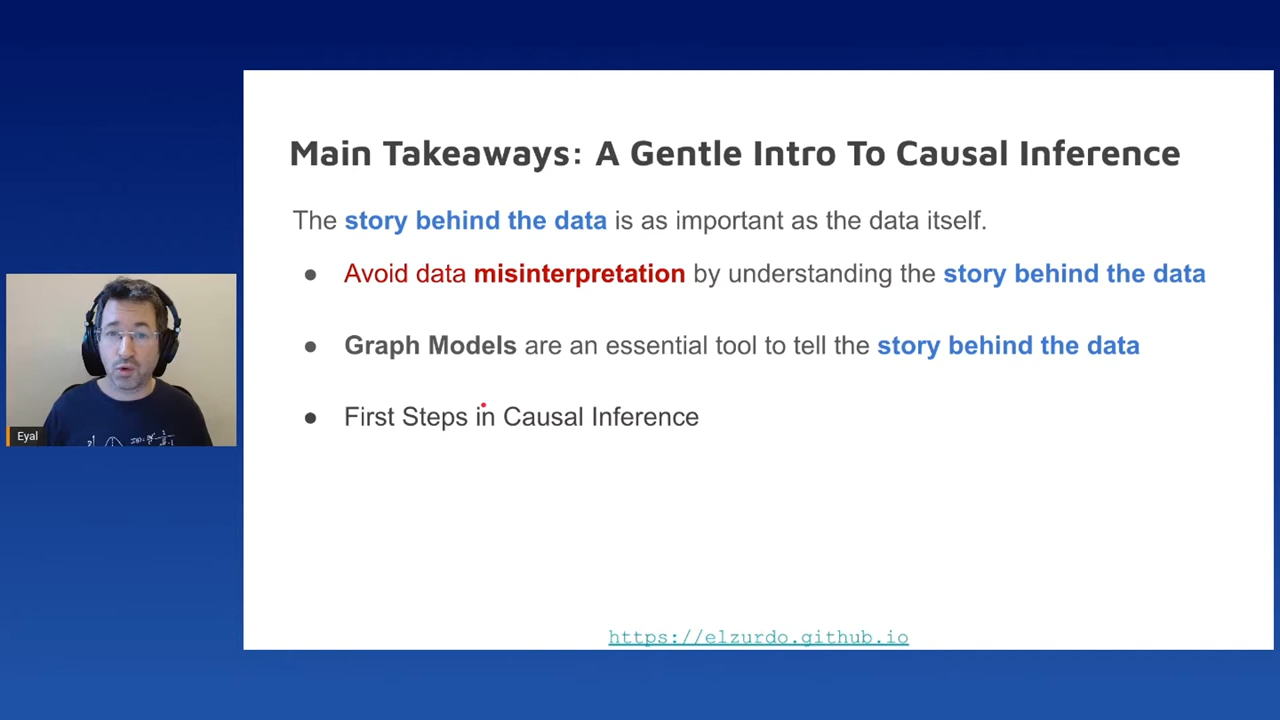 Main Takeaways: A Gentle Intro To Causal Inference
The story behind the data is as important as the data itself.
● Avoid data misinterpretation by understanding the story behind the data
● Graph Models are an essential tool to tell the story behind the data
● First Steps in Causal Inference
Eyal
https://elzurdo.github.io